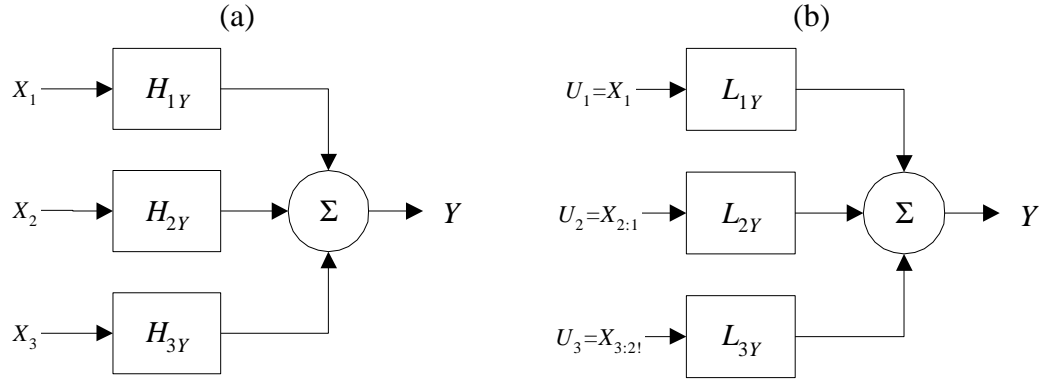 (a)
X₁
H₁Y
X₂
H₂Y
Σ
Y
X₃
H₃Y
(b)
U₁=X₁
L₁Y
U₂=X₂:₁
L₂Y
Σ
Y
U₃=X₃:₂!
L₃Y